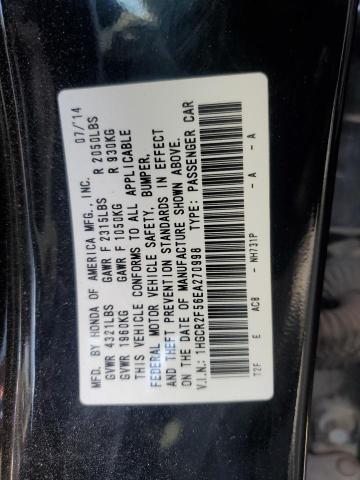 MFD. BY HONDA OF AMERICA MFG., INC. 07/'14
GVWR 4321LBS GAWR F 2315LBS R 2050LBS
GVWR 1960KG GAWR F 1050KG R 930KG
THIS VEHICLE CONFORMS TO ALL APPLICABLE
FEDERAL MOTOR VEHICLE SAFETY, BUMPER,
AND THEFT PREVENTION STANDARDS IN EFFECT
ON THE DATE OF MANUFACTURE SHOWN ABOVE.
V.I.N.: 1HGCR2F56EA270998 TYPE: PASSENGER CAR
T2F E AC8 - NH731P - A - A